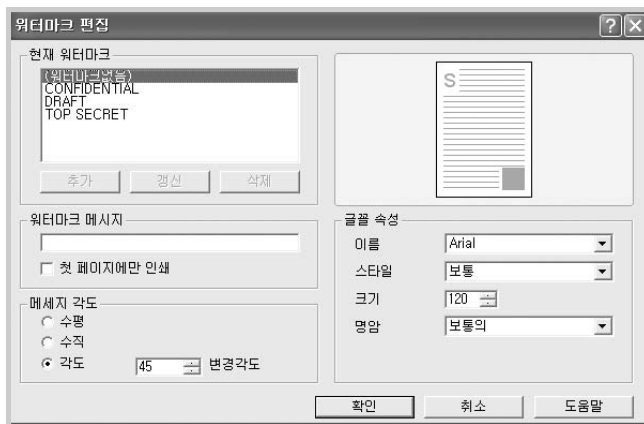 워터마크 편집
현재 워터마크
(워터마크없음)
CONFIDENTIAL
DRAFT
TOP SECRET
추가 갱신 삭제
S
워터마크 메시지
첫 페이지에만 인쇄
메세지 각도
수평
수직
각도 45 변경각도
글꼴 속성
이름 Arial
스타일 보통
크기 120
명암 보통의
확인 취소 도움말